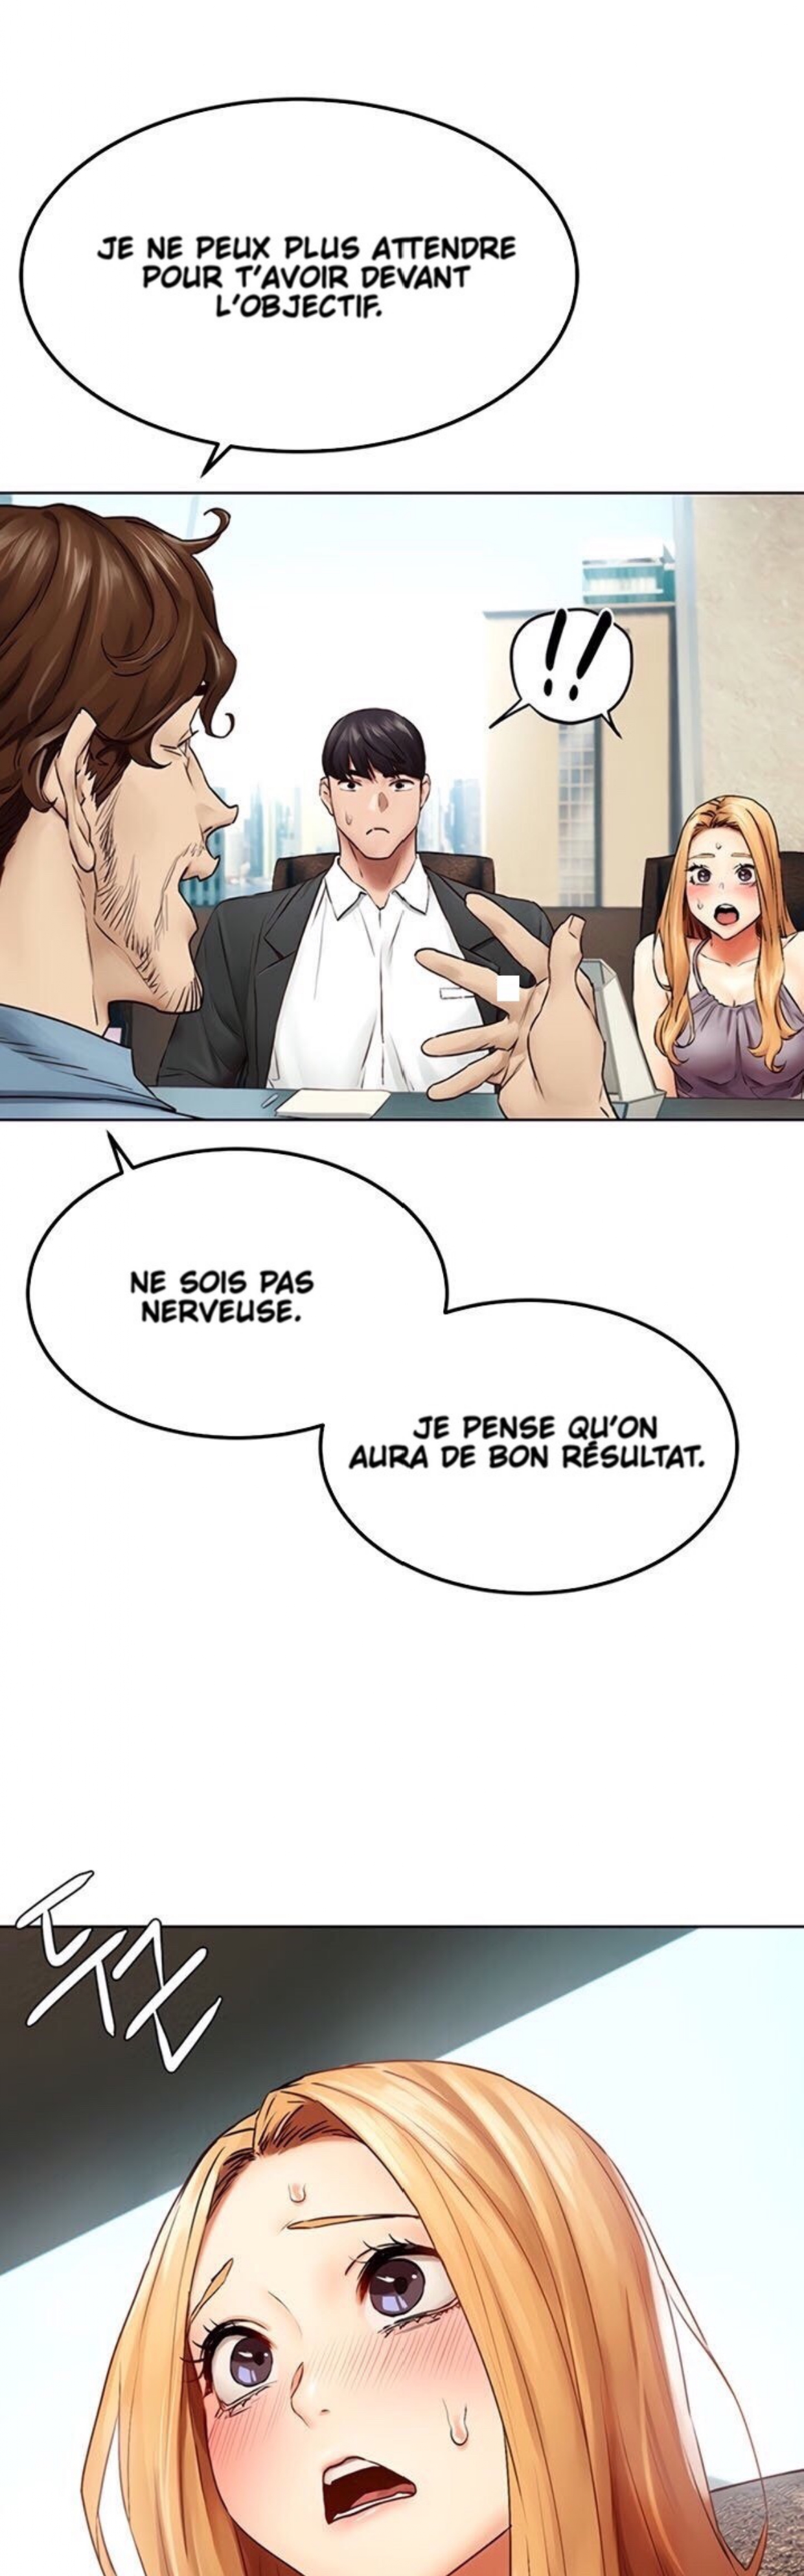 JE NE PEUX PLUS ATTENDRE
POUR T'AVOIR DEVANT
L'OBJECTIF.
!!
NE SOIS PAS
NERVEUSE.
JE PENSE QU'ON
AURA DE BON RÉSULTAT.